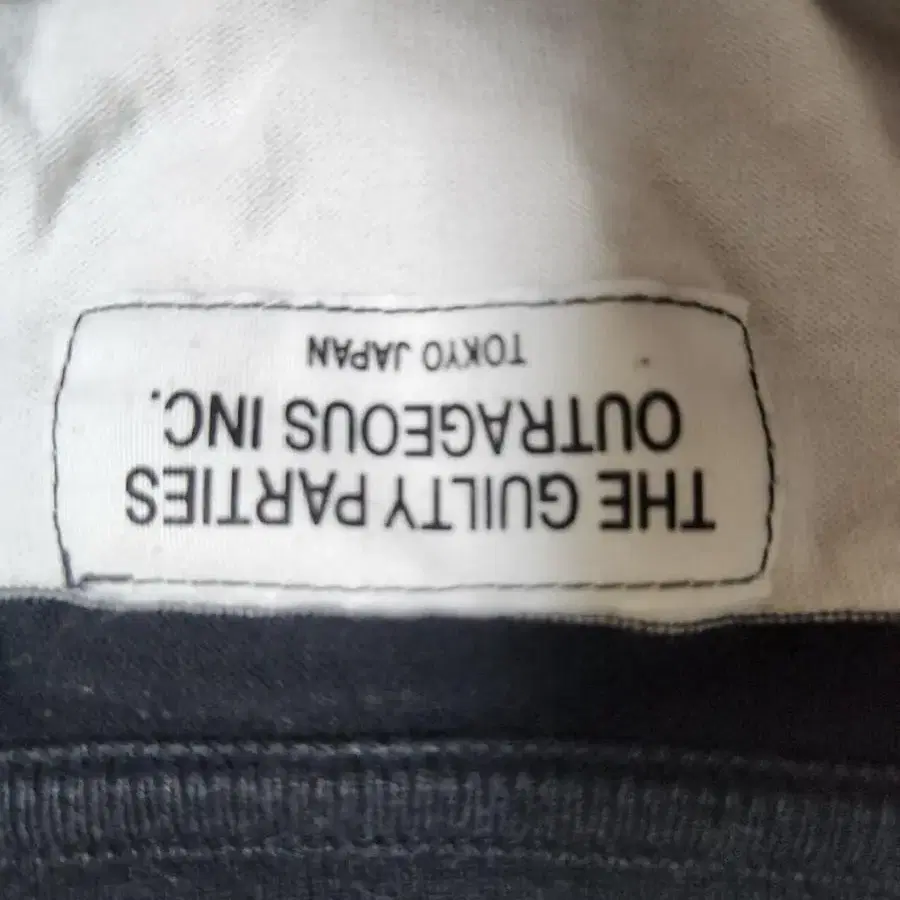 THE GUILTY PARTIES
OUTRAGEOUS INC.
TOKYO JAPAN